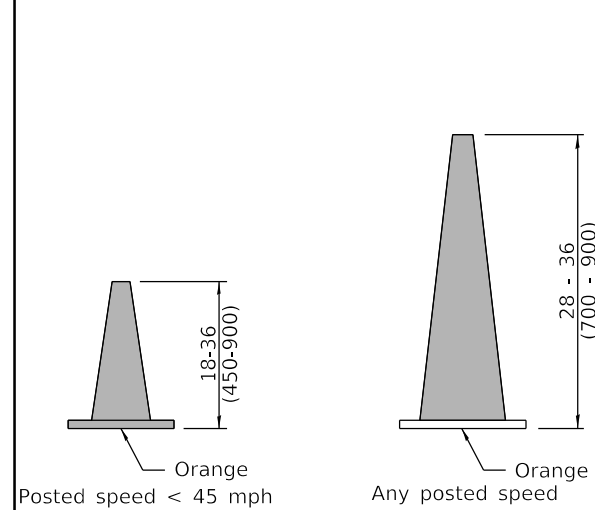 18-36
(450-900)
Orange
Posted speed < 45 mph
28 - 36
(700 - 900)
Orange
Any posted speed